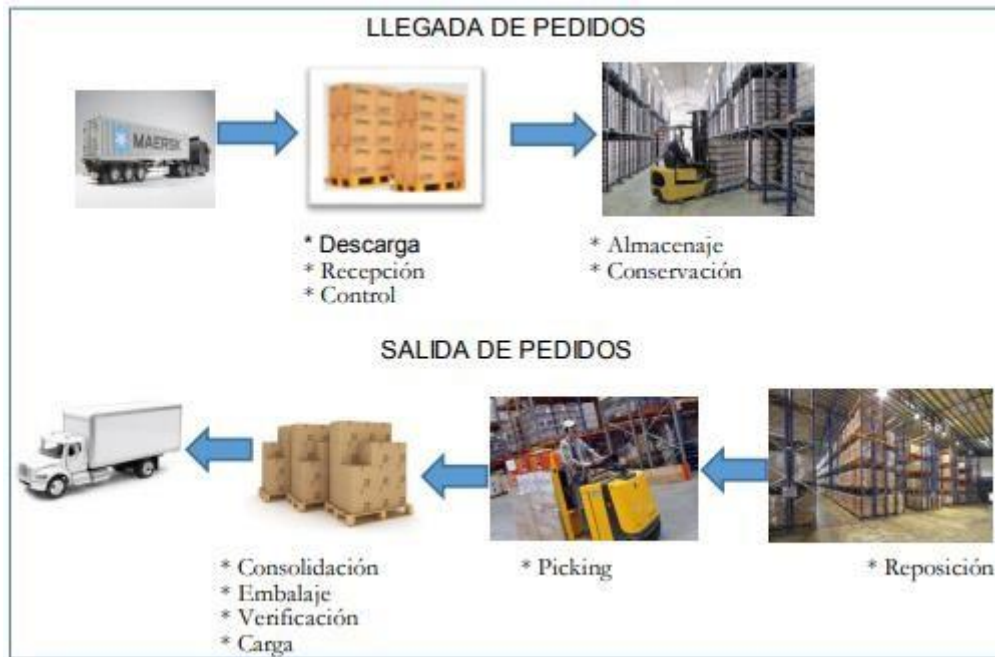 LLEGADA DE PEDIDOS
MAERSK
* Descarga
* Recepción
* Control
* Almacenaje
* Conservación
SALIDA DE PEDIDOS
* Consolidación
* Embalaje
* Verificación
* Carga
* Picking
* Reposición